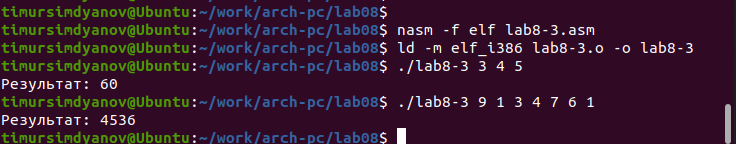 timursimdyanov@Ubuntu:~/work/arch-pc/lab08$
timursimdyanov@Ubuntu:~/work/arch-pc/lab08$ nasm -f elf lab8-3.asm
timursimdyanov@Ubuntu:~/work/arch-pc/lab08$ ld -m elf_i386 lab8-3.o -o lab8-3
timursimdyanov@Ubuntu:~/work/arch-pc/lab08$ ./lab8-3 3 4 5
Результат: 60
timursimdyanov@Ubuntu:~/work/arch-pc/lab08$ ./lab8-3 9 1 3 4 7 6 1
Результат: 4536
timursimdyanov@Ubuntu:~/work/arch-pc/lab08$